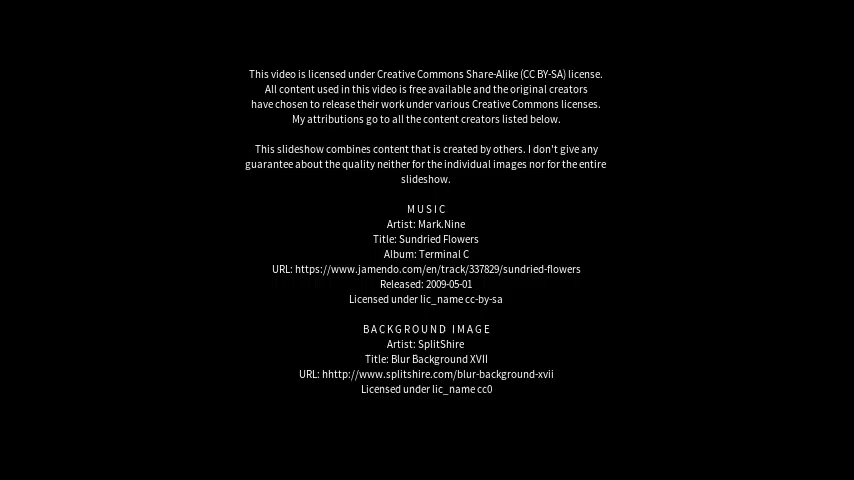 This video is licensed under Creative Commons Share-Alike (CC BY-SA) license.
All content used in this video is free available and the original creators
have chosen to release their work under various Creative Commons licenses.
My attributions go to all the content creators listed below.
This slideshow combines content that is created by others. I don't give any
guarantee about the quality neither for the individual images nor for the entire
slideshow.
MUSIC
Artist: Mark.Nine
Title: Sundried Flowers
Album: Terminal C
URL: https://www.jamendo.com/en/track/337829/sundried-flowers
Released: 2009-05-01
Licensed under lic_name cc-by-sa
BACKGROUND IMAGE
Artist: SplitShire
Title: Blur Background XVII
URL: hhttp://www.splitshire.com/blur-background-xvii
Licensed under lic_name cc0